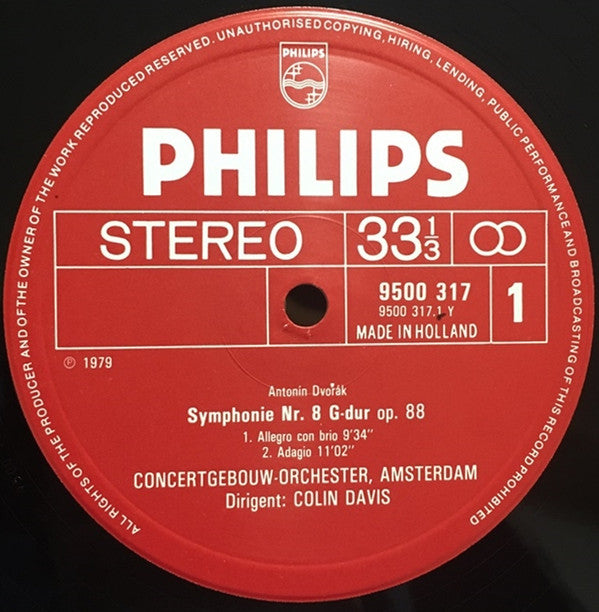 ALL RIGHTS OF THE PRODUCER AND OF THE OWNER OF THE WORK REPRODUCED RESERVED. UNAUTHORISED COPYING, HIRING, LENDING, PUBLIC PERFORMANCE AND BROADCASTING OF THIS RECORD PROHIBITED
PHILIPS
PHILIPS
STEREO 33 1/3
9500 317 1
9500 317.1 Y
MADE IN HOLLAND
℗ 1979
Antonín Dvořák
Symphonie Nr. 8 G-dur op. 88
1. Allegro con brio 9'34"
2. Adagio 11'02"
CONCERTGEBOUW-ORCHESTER, AMSTERDAM
Dirigent: COLIN DAVIS